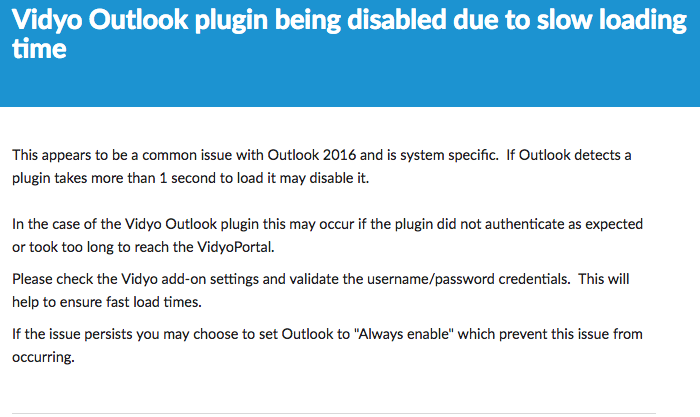 Vidyo Outlook plugin being disabled due to slow loading
time
This appears to be a common issue with Outlook 2016 and is system specific.  If Outlook detects a
plugin takes more than 1 second to load it may disable it.
In the case of the Vidyo Outlook plugin this may occur if the plugin did not authenticate as expected
or took too long to reach the VidyoPortal.
Please check the Vidyo add-on settings and validate the username/password credentials.  This will
help to ensure fast load times.
If the issue persists you may choose to set Outlook to "Always enable" which prevent this issue from
occurring.